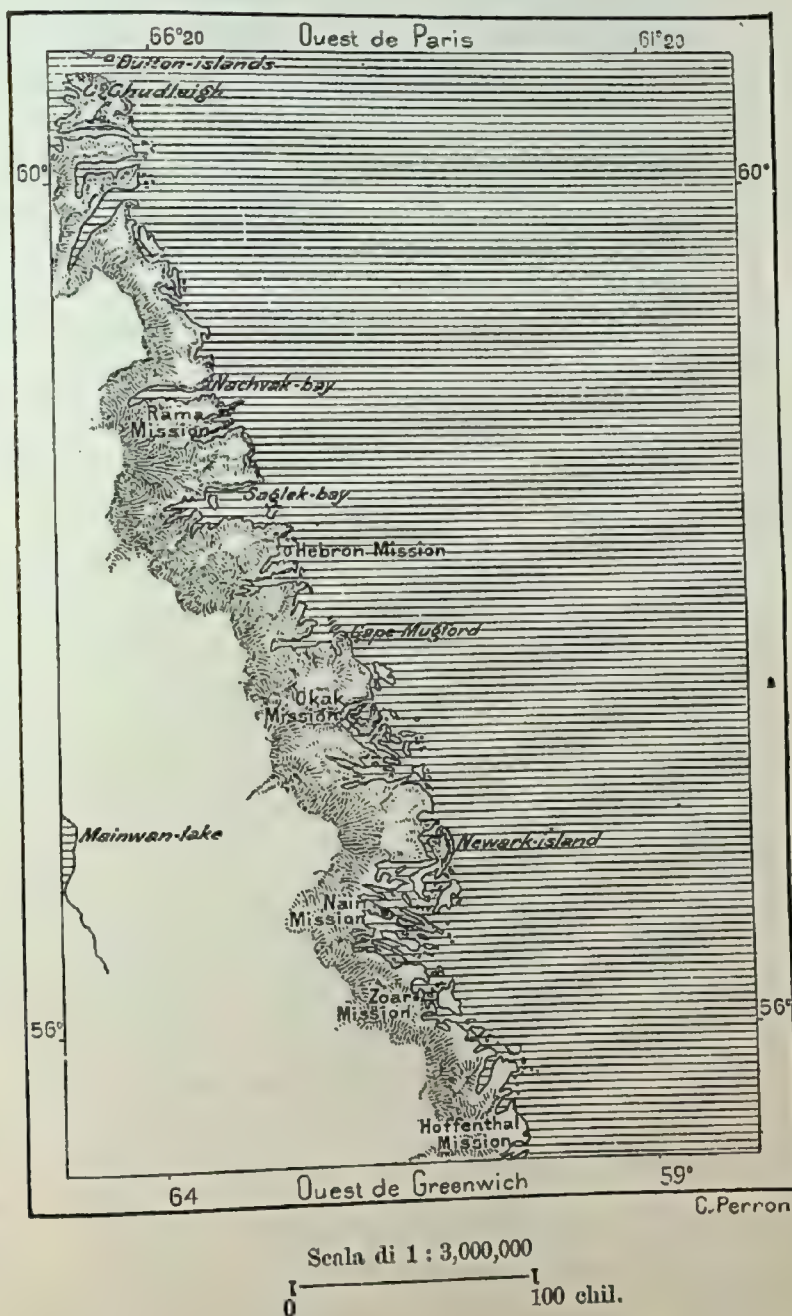 66°20 Ouest de Paris 61°20
Button-islands
C. Chudleigh
60° 60°
Nachvak-bay
Rama
Mission
Saglek-bay
Hebron Mission
Cape Mugford
Okak
Mission
Mainwan-lake
Newark-island
Nain
Mission
Zoar
Mission
56° 56°
Hoffenthal
Mission
64 Ouest de Greenwich 59°
C. Perron
Scala di 1 : 3,000,000
0 100 chil.